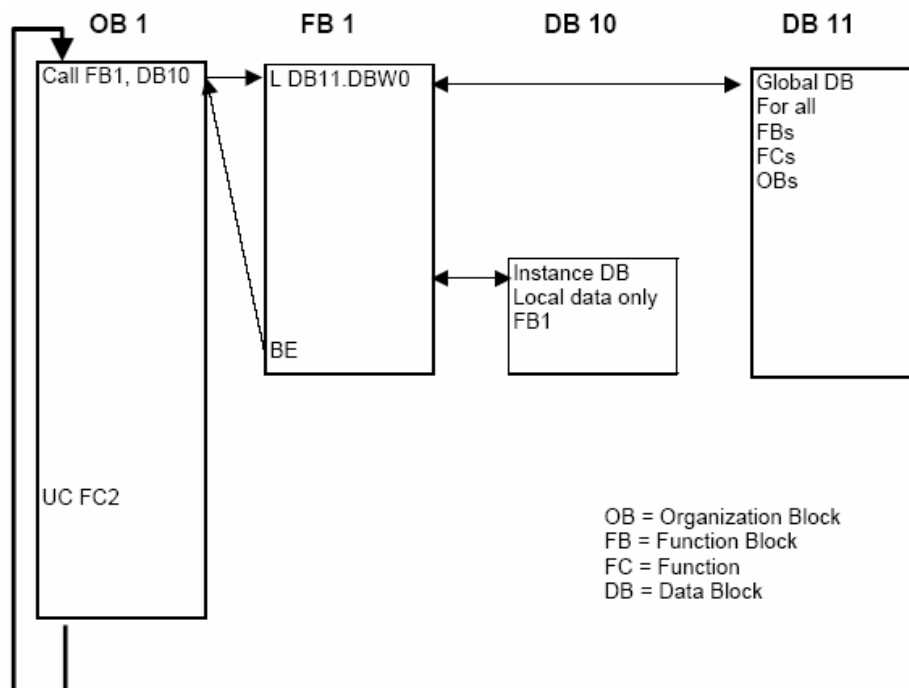 OB 1
FB 1
DB 10
DB 11
Call FB1, DB10
L DB11.DBW0
Global DB
For all
FBs
FCs
OBs
Instance DB
Local data only
FB1
BE
UC FC2
OB = Organization Block
FB = Function Block
FC = Function
DB = Data Block